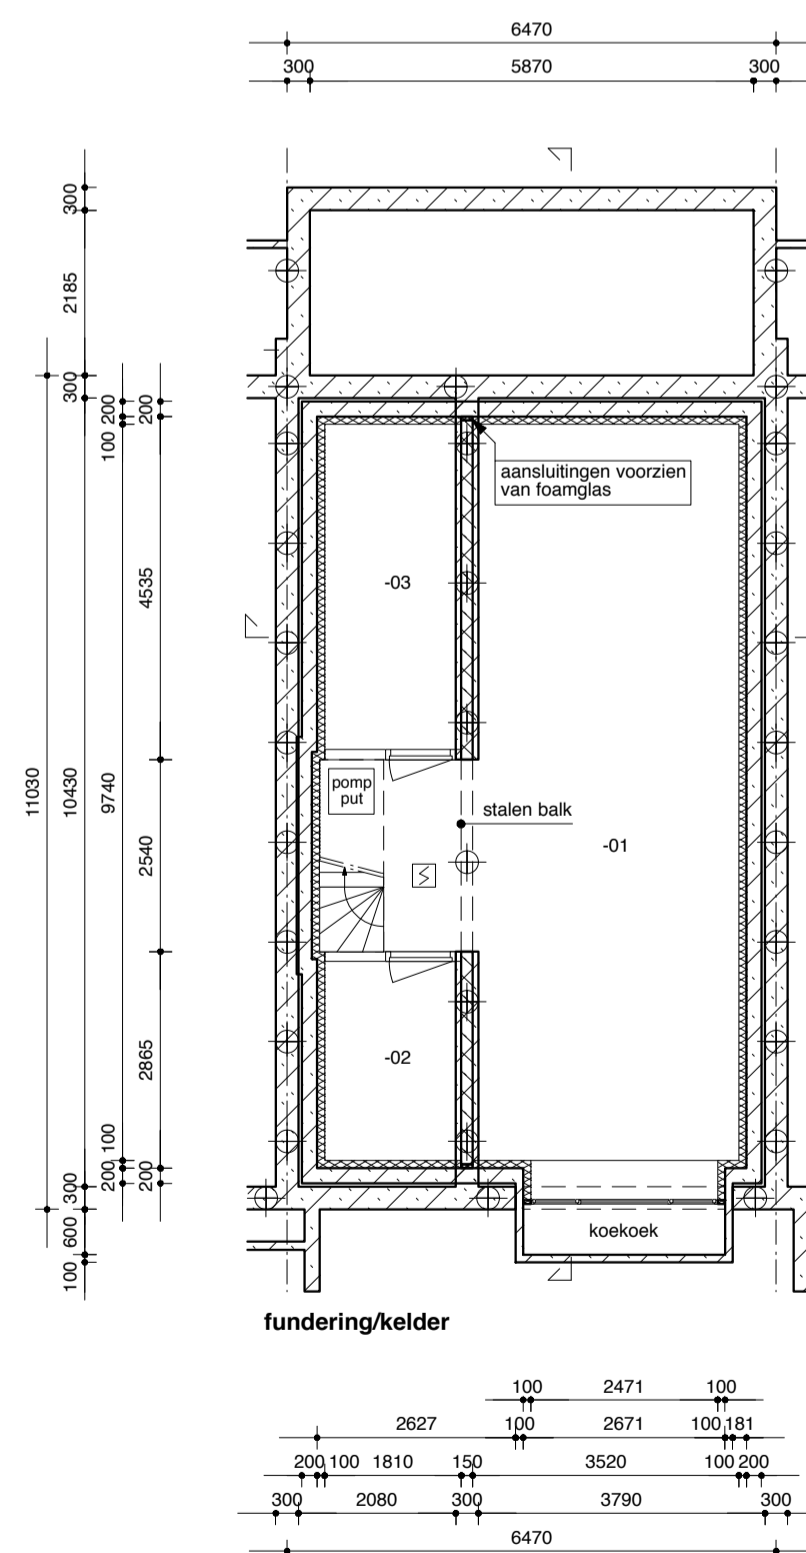 6470
300 5870 300
300
2185
300
200 200
100
aansluitingen voorzien
van foamglas
-03
4535
pomp
put
stalen balk
11030
10430
9740
2540
-01
-02
2865
100
300 200 200
600
koekoek
100
fundering/kelder
100 2471 100
2627 100 2671 100 181
200 100 1810 150 3520 100 200
300 2080 300 3790 300
6470